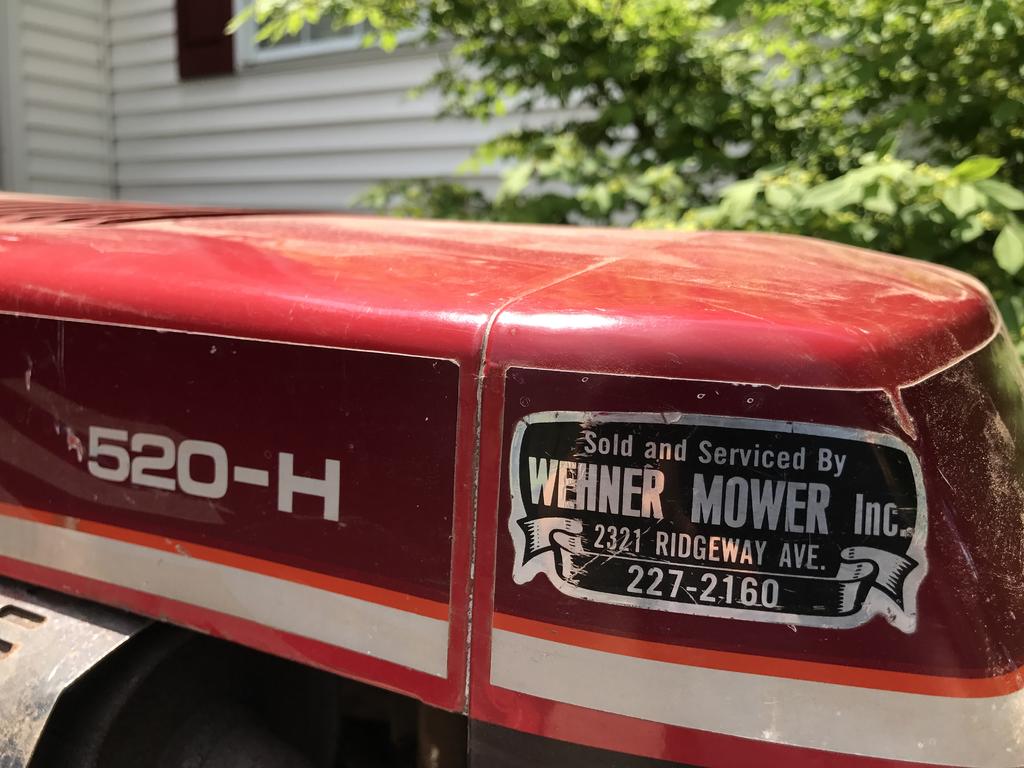 520-H
Sold and Serviced By
WEHNER MOWER Inc.
2321 RIDGEWAY AVE.
227-2160